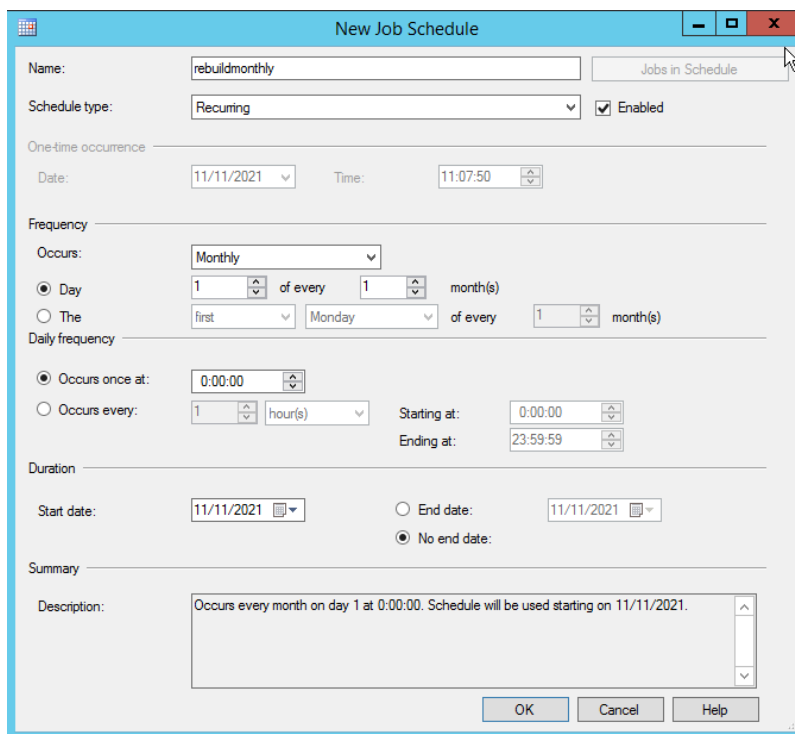 New Job Schedule
Name: rebuildmonthly Jobs in Schedule
Schedule type: Recurring Enabled
One-time occurrence
Date: 11/11/2021 Time: 11:07:50
Frequency
Occurs: Monthly
Day 1 of every 1 month(s)
The first Monday of every 1 month(s)
Daily frequency
Occurs once at: 0:00:00
Occurs every: 1 hour(s) Starting at: 0:00:00
Ending at: 23:59:59
Duration
Start date: 11/11/2021 End date: 11/11/2021
No end date:
Summary
Description: Occurs every month on day 1 at 0:00:00. Schedule will be used starting on 11/11/2021.
OK Cancel Help